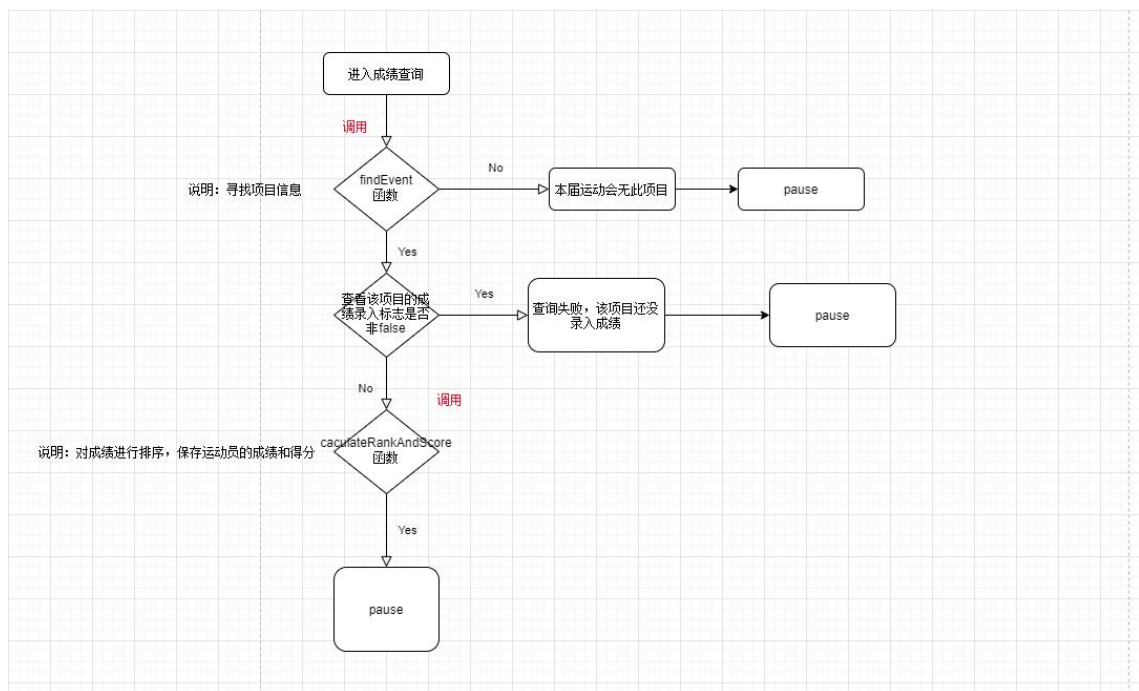 进入成绩查询
调用
findEvent
函数
说明：寻找项目信息
No
本届运动会无此项目
pause
Yes
查看该项目的成
绩录入标志是否
非false
Yes
查询失败，该项目还没
录入成绩
pause
No
调用
caculateRankAndScore
函数
说明：对成绩进行排序，保存运动员的成绩和得分
Yes
pause